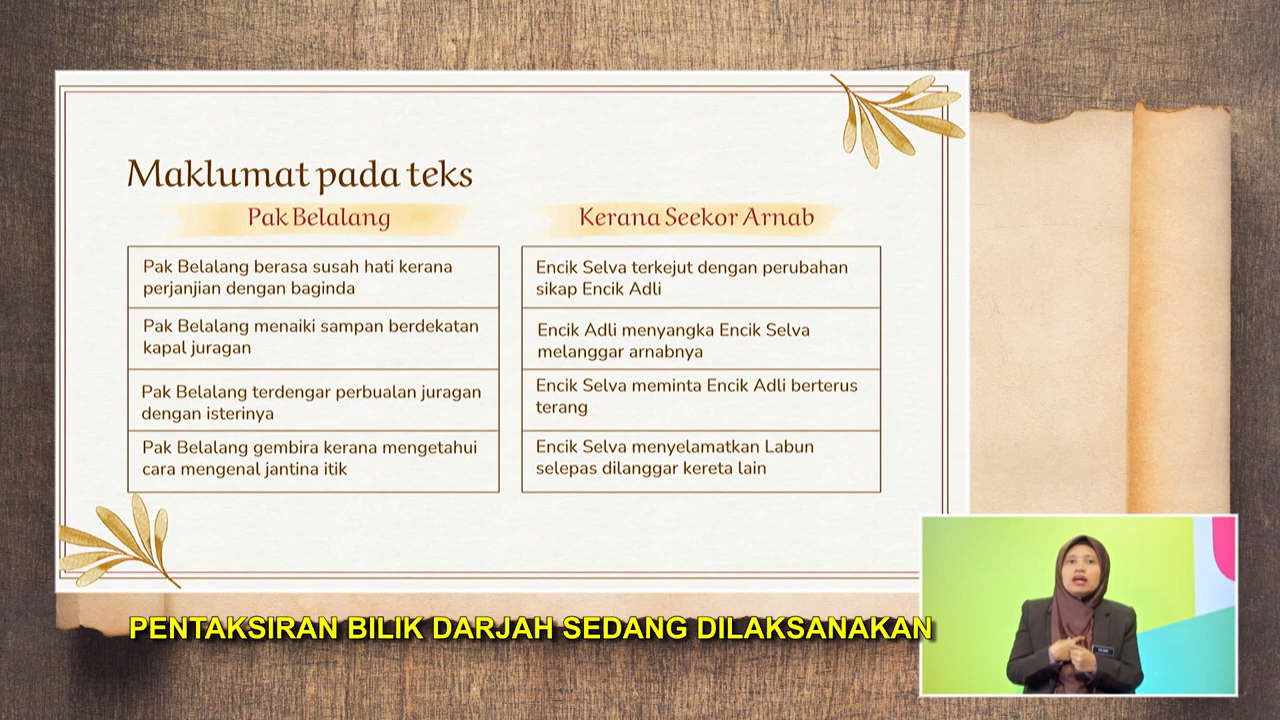 Maklumat pada teks
Pak Belalang
Pak Belalang berasa susah hati kerana
perjanjian dengan baginda
Pak Belalang menaiki sampan berdekatan
kapal juragan
Pak Belalang terdengar perbualan juragan
dengan isterinya
Pak Belalang gembira kerana mengetahui
cara mengenal jantina itik
Kerana Seekor Arnab
Encik Selva terkejut dengan perubahan
sikap Encik Adli
Encik Adli menyangka Encik Selva
melanggar arnabnya
Encik Selva meminta Encik Adli berterus
terang
Encik Selva menyelamatkan Labun
selepas dilanggar kereta lain
PENTAKSIRAN BILIK DARJAH SEDANG DILAKSANAKAN